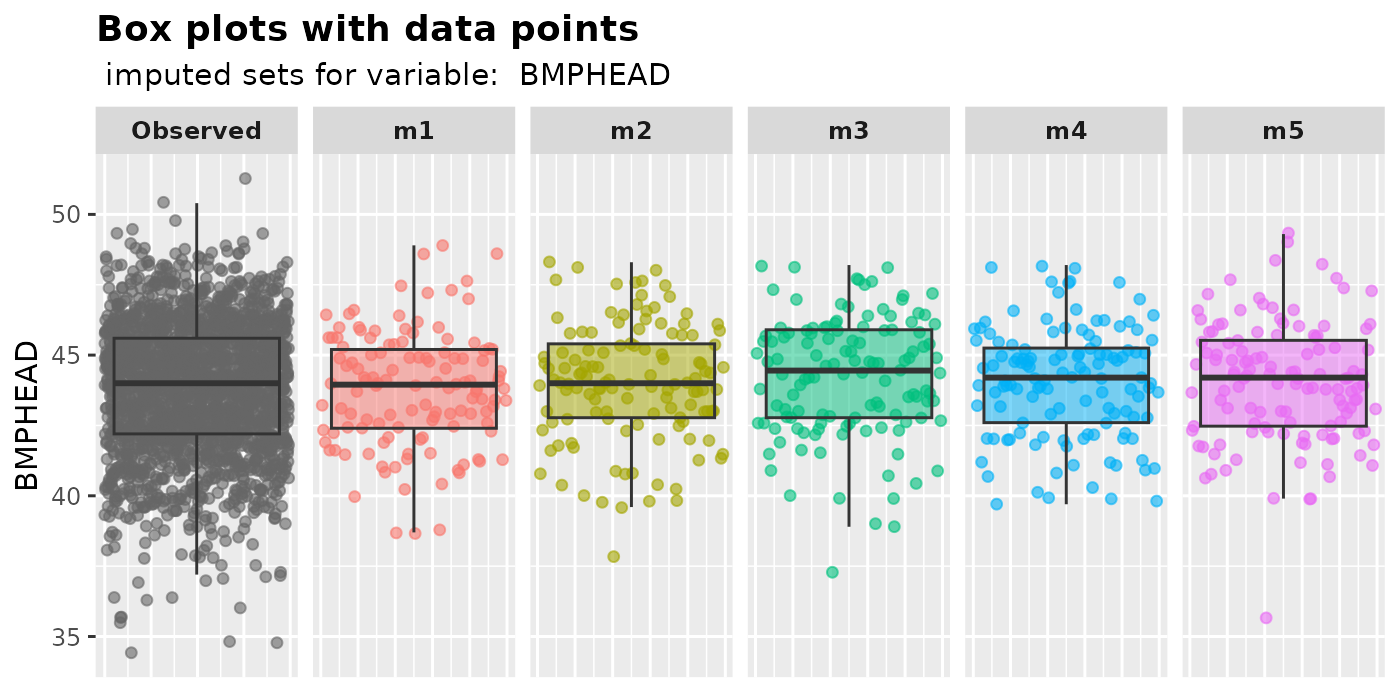 Box plots with data points
imputed sets for variable:  BMPHEAD
Observed m1 m2 m3 m4 m5
50
45
40
35
BMPHEAD